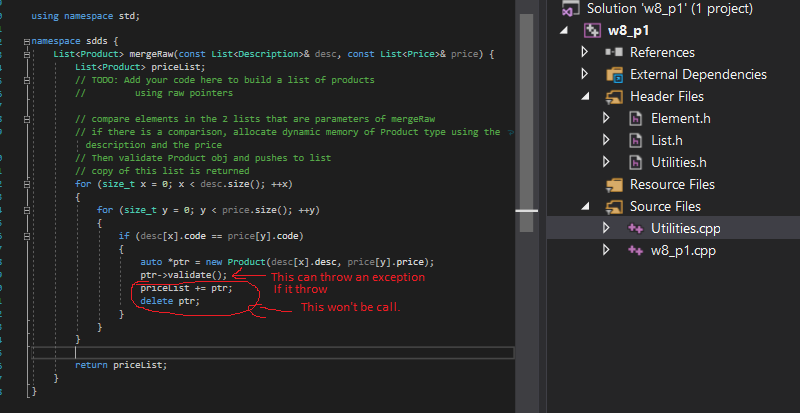 using namespace std;
namespace sdds {
List<Product> mergeRaw(const List<Description>& desc, const List<Price>& price) {
List<Product> priceList;
// TODO: Add your code here to build a list of products
// using raw pointers
// compare elements in the 2 lists that are parameters of mergeRaw
// if there is a comparison, allocate dynamic memory of Product type using the
description and the price
// Then validate Product obj and pushes to list
// copy of this list is returned
for (size_t x = 0; x < desc.size(); ++x)
{
for (size_t y = 0; y < price.size(); ++y)
{
if (desc[x].code == price[y].code)
{
auto *ptr = new Product(desc[x].desc, price[y].price);
ptr->validate();
This can throw an exception
priceList += ptr;
If it throw
delete ptr;
This won't be call.
}
}
}
return priceList;
}
}
Solution 'w8_p1' (1 project)
w8_p1
References
External Dependencies
Header Files
Element.h
List.h
Utilities.h
Resource Files
Source Files
Utilities.cpp
w8_p1.cpp